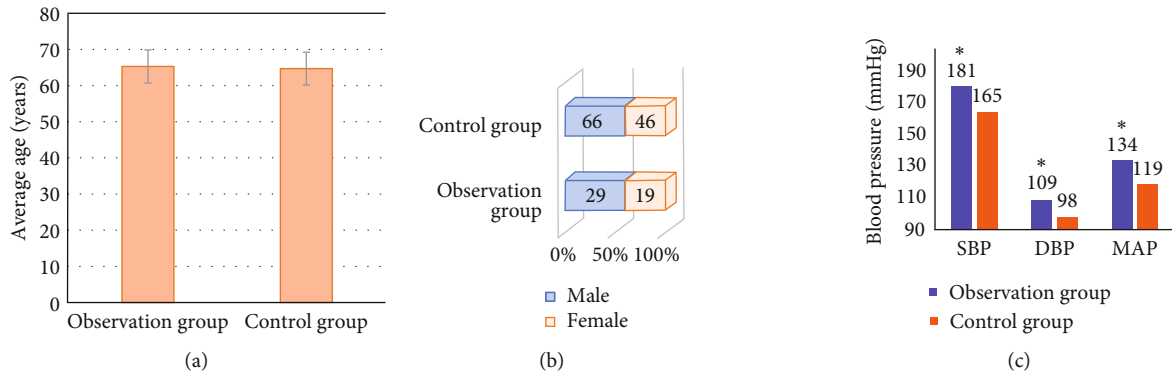 Average age (years)
80
70
60
50
40
30
20
10
0
Observation group
Control group
(a)
Control group
66
46
Observation
group
29
19
0%
50%
100%
Male
Female
(b)
Blood pressure (mmHg)
190
170
150
130
110
90
*
181
165
*
109
98
*
134
119
SBP
DBP
MAP
Observation group
Control group
(c)